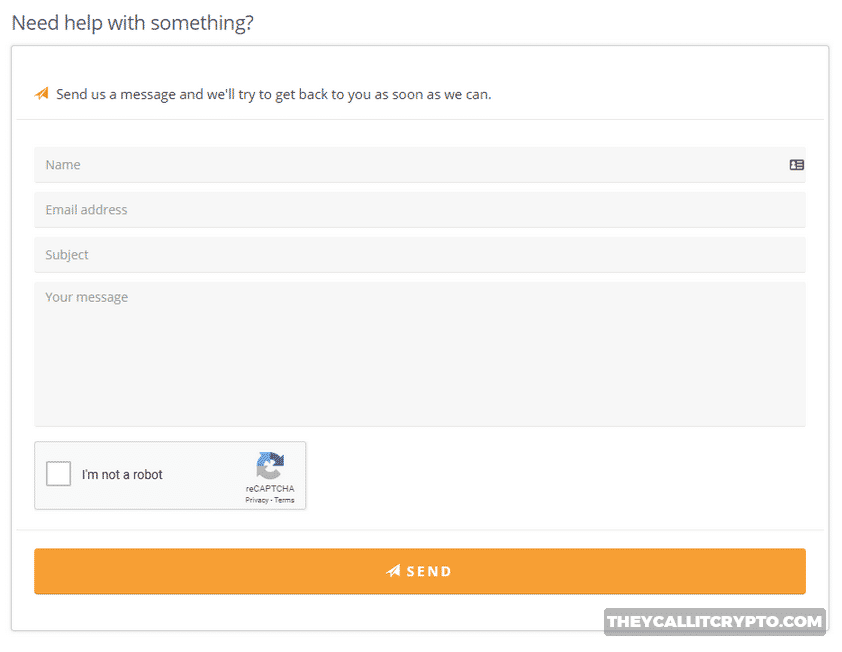 Need help with something?
Send us a message and we'll try to get back to you as soon as we can.
Name
Email address
Subject
Your message
I'm not a robot
reCAPTCHA
Privacy - Terms
SEND
THEYCALLITCRYPTO.COM